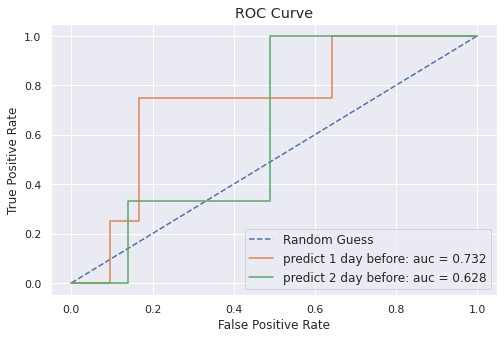 ROC Curve
True Positive Rate
1.0
0.8
0.6
0.4
0.2
0.0
Random Guess
predict 1 day before: auc = 0.732
predict 2 day before: auc = 0.628
0.0 0.2 0.4 0.6 0.8 1.0
False Positive Rate